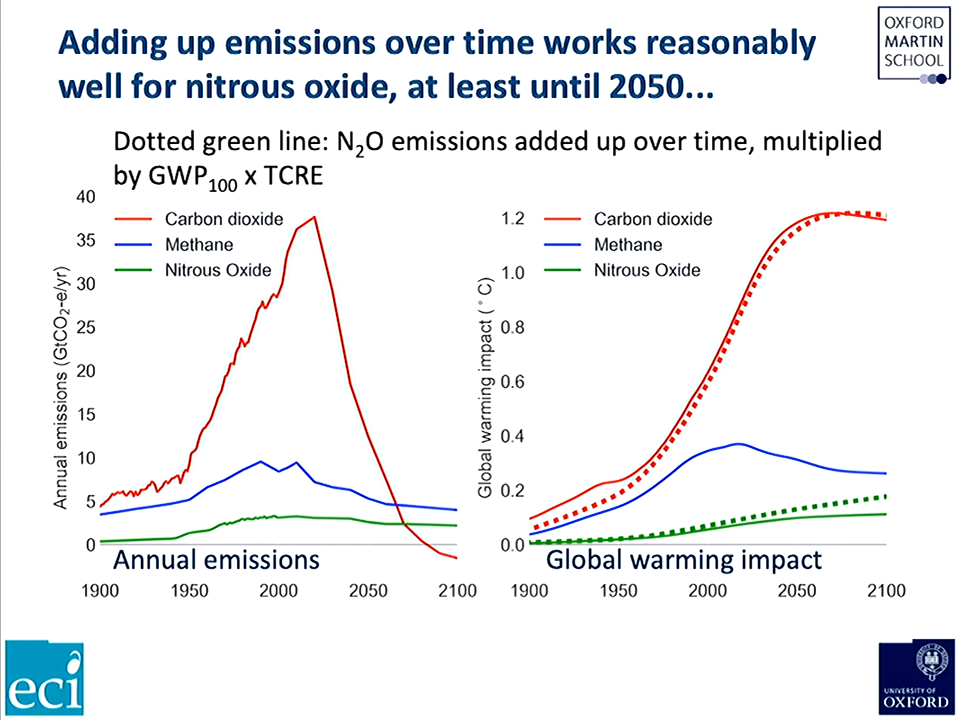 Adding up emissions over time works reasonably
well for nitrous oxide, at least until 2050...
OXFORD
MARTIN
SCHOOL
Dotted green line: N₂O emissions added up over time, multiplied
by GWP₁₀₀ x TCRE
Annual emissions (GtCO₂-e/yr)
40
35
30
25
20
15
10
5
0
Carbon dioxide
Methane
Nitrous Oxide
Annual emissions
1900 1950 2000 2050 2100
Global warming impact (°C)
1.2
1.0
0.8
0.6
0.4
0.2
0.0
Carbon dioxide
Methane
Nitrous Oxide
Global warming impact
1900 1950 2000 2050 2100
eci
UNIVERSITY OF
OXFORD